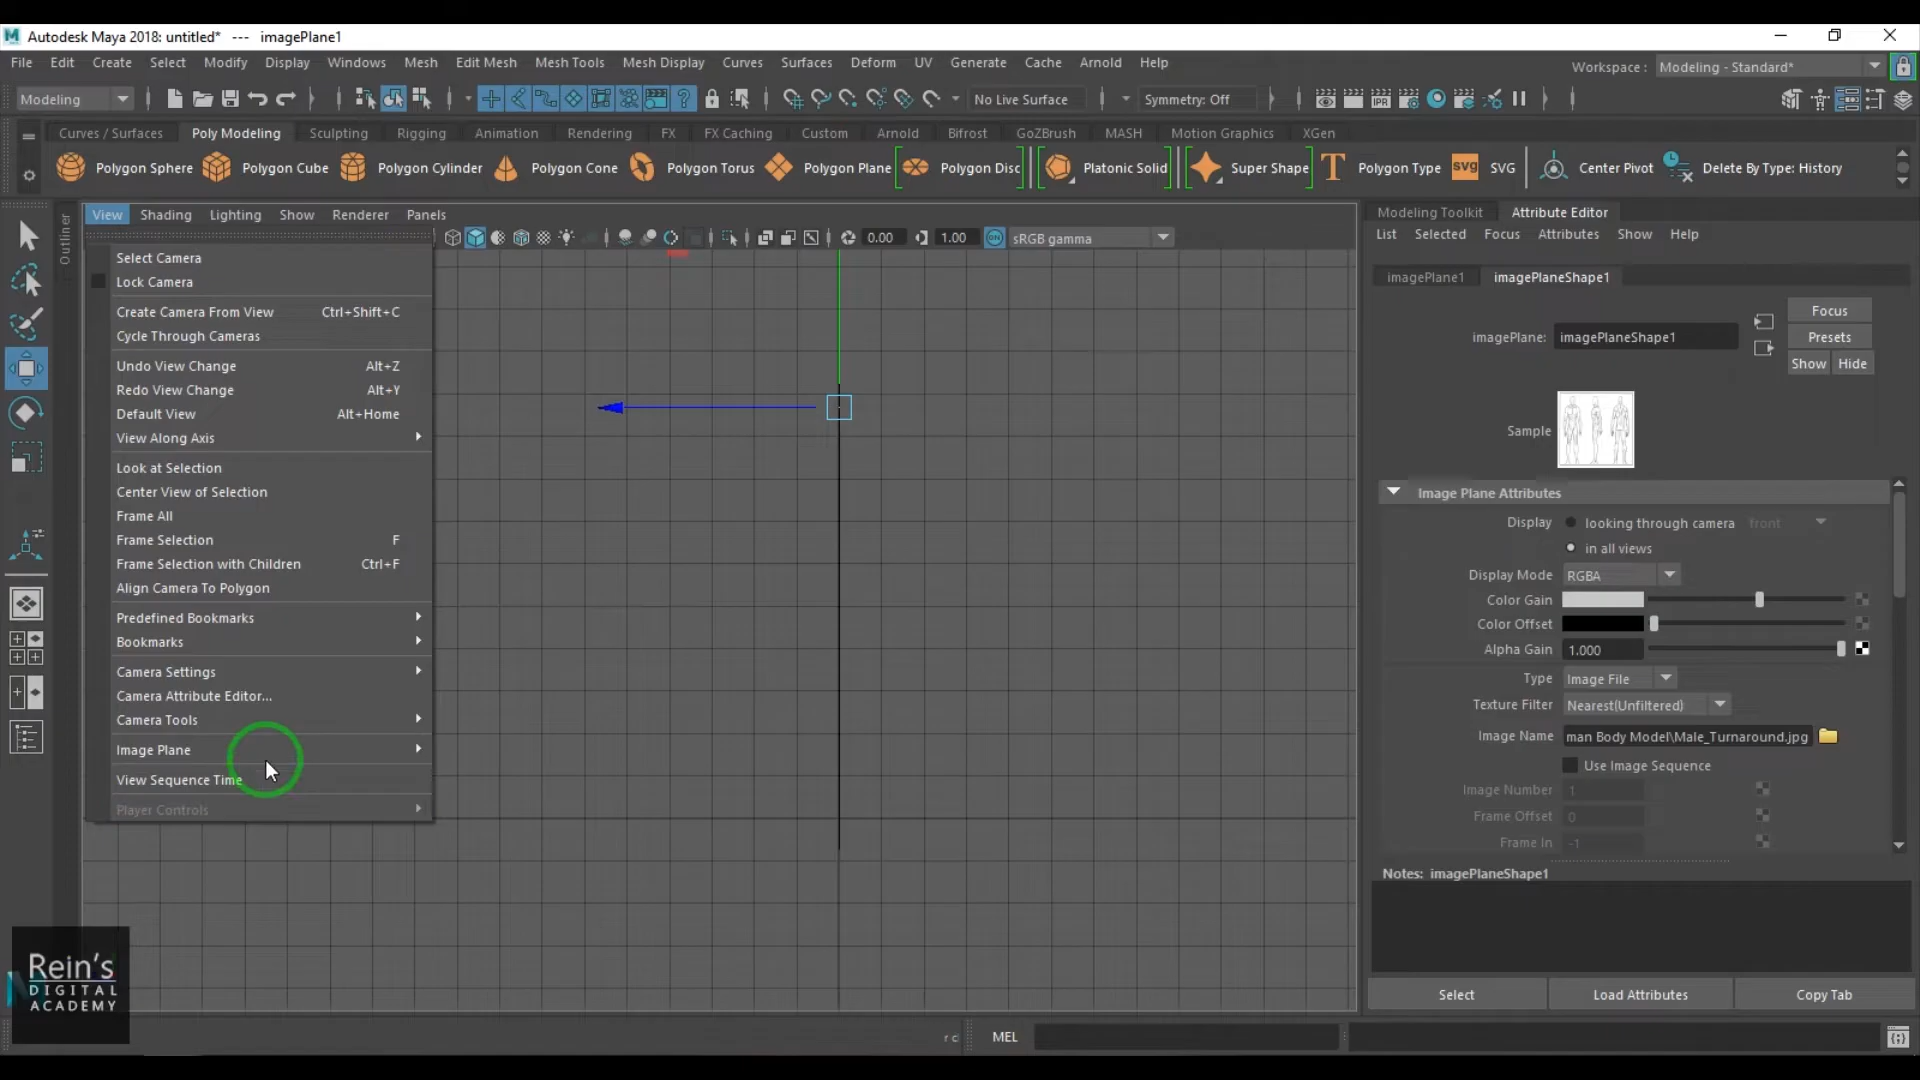 Autodesk Maya 2018: untitled* --- imagePlane1
File Edit Create Select Modify Display Windows Mesh Edit Mesh Mesh Tools Mesh Display Curves Surfaces Deform UV Generate Cache Arnold Help
Workspace : Modeling - Standard*
Modeling No Live Surface Symmetry: Off IPR
Curves / Surfaces Poly Modeling Sculpting Rigging Animation Rendering FX FX Caching Custom Arnold Bifrost GoZBrush MASH Motion Graphics XGen
Polygon Sphere Polygon Cube Polygon Cylinder Polygon Cone Polygon Torus Polygon Plane Polygon Disc Platonic Solid Super Shape T Polygon Type svg SVG Center Pivot Delete By Type: History
Outliner
View Shading Lighting Show Renderer Panels
0.00 1.00 ON sRGB gamma
Select Camera
Lock Camera
Create Camera From View Ctrl+Shift+C
Cycle Through Cameras
Undo View Change Alt+Z
Redo View Change Alt+Y
Default View Alt+Home
View Along Axis
Look at Selection
Center View of Selection
Frame All
Frame Selection F
Frame Selection with Children Ctrl+F
Align Camera To Polygon
Predefined Bookmarks
Bookmarks
Camera Settings
Camera Attribute Editor...
Camera Tools
Image Plane
View Sequence Time
Player Controls
Modeling Toolkit Attribute Editor
List Selected Focus Attributes Show Help
imagePlane1 imagePlaneShape1
Focus
imagePlane: imagePlaneShape1 Presets
Show Hide
Sample
Image Plane Attributes
Display looking through camera front
in all views
Display Mode RGBA
Color Gain
Color Offset
Alpha Gain 1.000
Type Image File
Texture Filter Nearest(Unfiltered)
Image Name man Body Model\Male_Turnaround.jpg
Use Image Sequence
Image Number 1
Frame Offset 0
Frame In -1
Notes: imagePlaneShape1
Select Load Attributes Copy Tab
Rein's
DIGITAL
ACADEMY
r c MEL